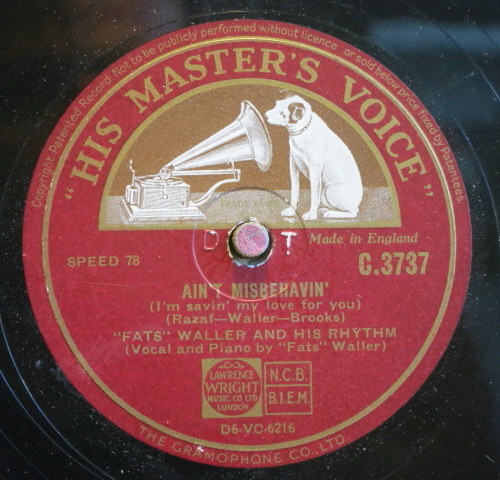 Copyright. Patented Record. Not to be publicly performed without licence or sold below price fixed by Patentees.
"HIS MASTER'S VOICE"
TRADE MARK
D T
Made in England
SPEED 78
C.3737
AIN'T MISBEHAVIN'
(I'm savin' my love for you)
(Razaf—Waller—Brooks)
"FATS" WALLER AND HIS RHYTHM
(Vocal and Piano by "Fats" Waller)
LAWRENCE
WRIGHT
MUSIC CO LTD
LONDON
N.C.B.
B.I.E.M
D6-VC-6216
THE GRAMOPHONE CO., LTD